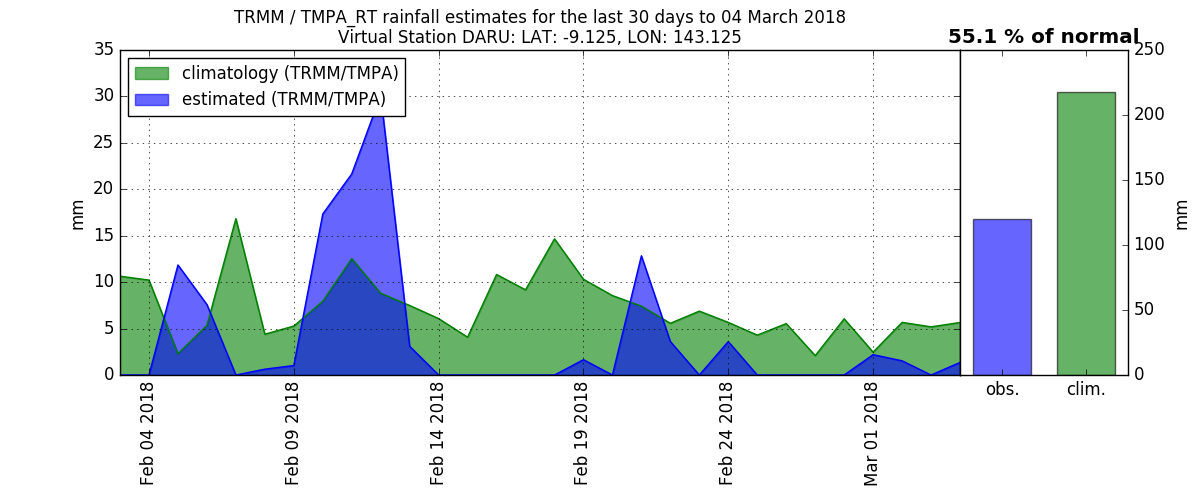 TRMM / TMPA_RT rainfall estimates for the last 30 days to 04 March 2018
Virtual Station DARU: LAT: -9.125, LON: 143.125
55.1 % of normal
climatology (TRMM/TMPA)
estimated (TRMM/TMPA)
35
30
25
20
15
10
5
0
mm
Feb 04 2018
Feb 09 2018
Feb 14 2018
Feb 19 2018
Feb 24 2018
Mar 01 2018
250
200
150
100
50
0
mm
obs.
clim.